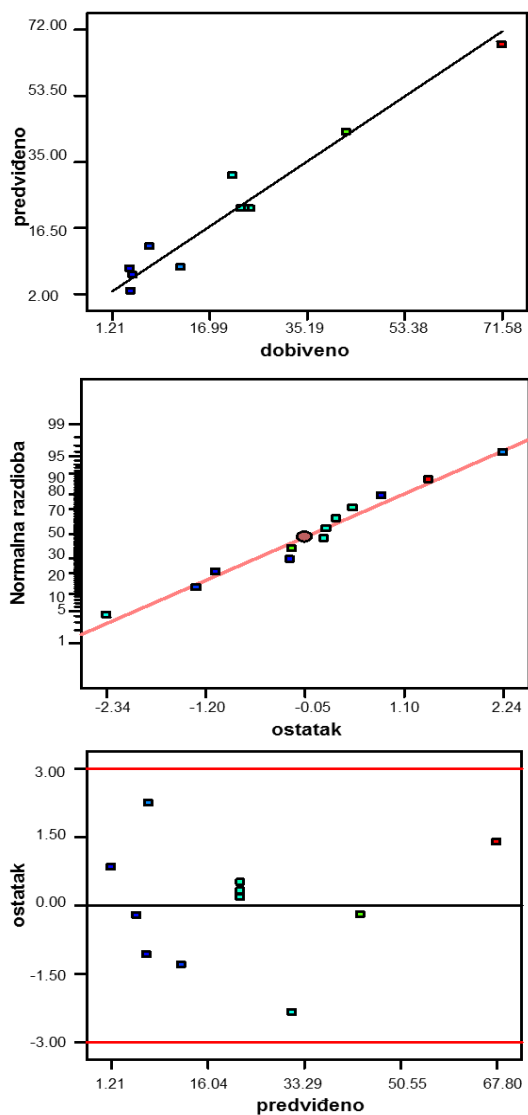 72.00
53.50
35.00
16.50
2.00
predviđeno
1.21 16.99 35.19 53.38 71.58
dobiveno
99
95
90
80
70
50
30
20
10
5
1
Normalna razdioba
-2.34 -1.20 -0.05 1.10 2.24
ostatak
3.00
1.50
0.00
-1.50
-3.00
ostatak
1.21 16.04 33.29 50.55 67.80
predviđeno